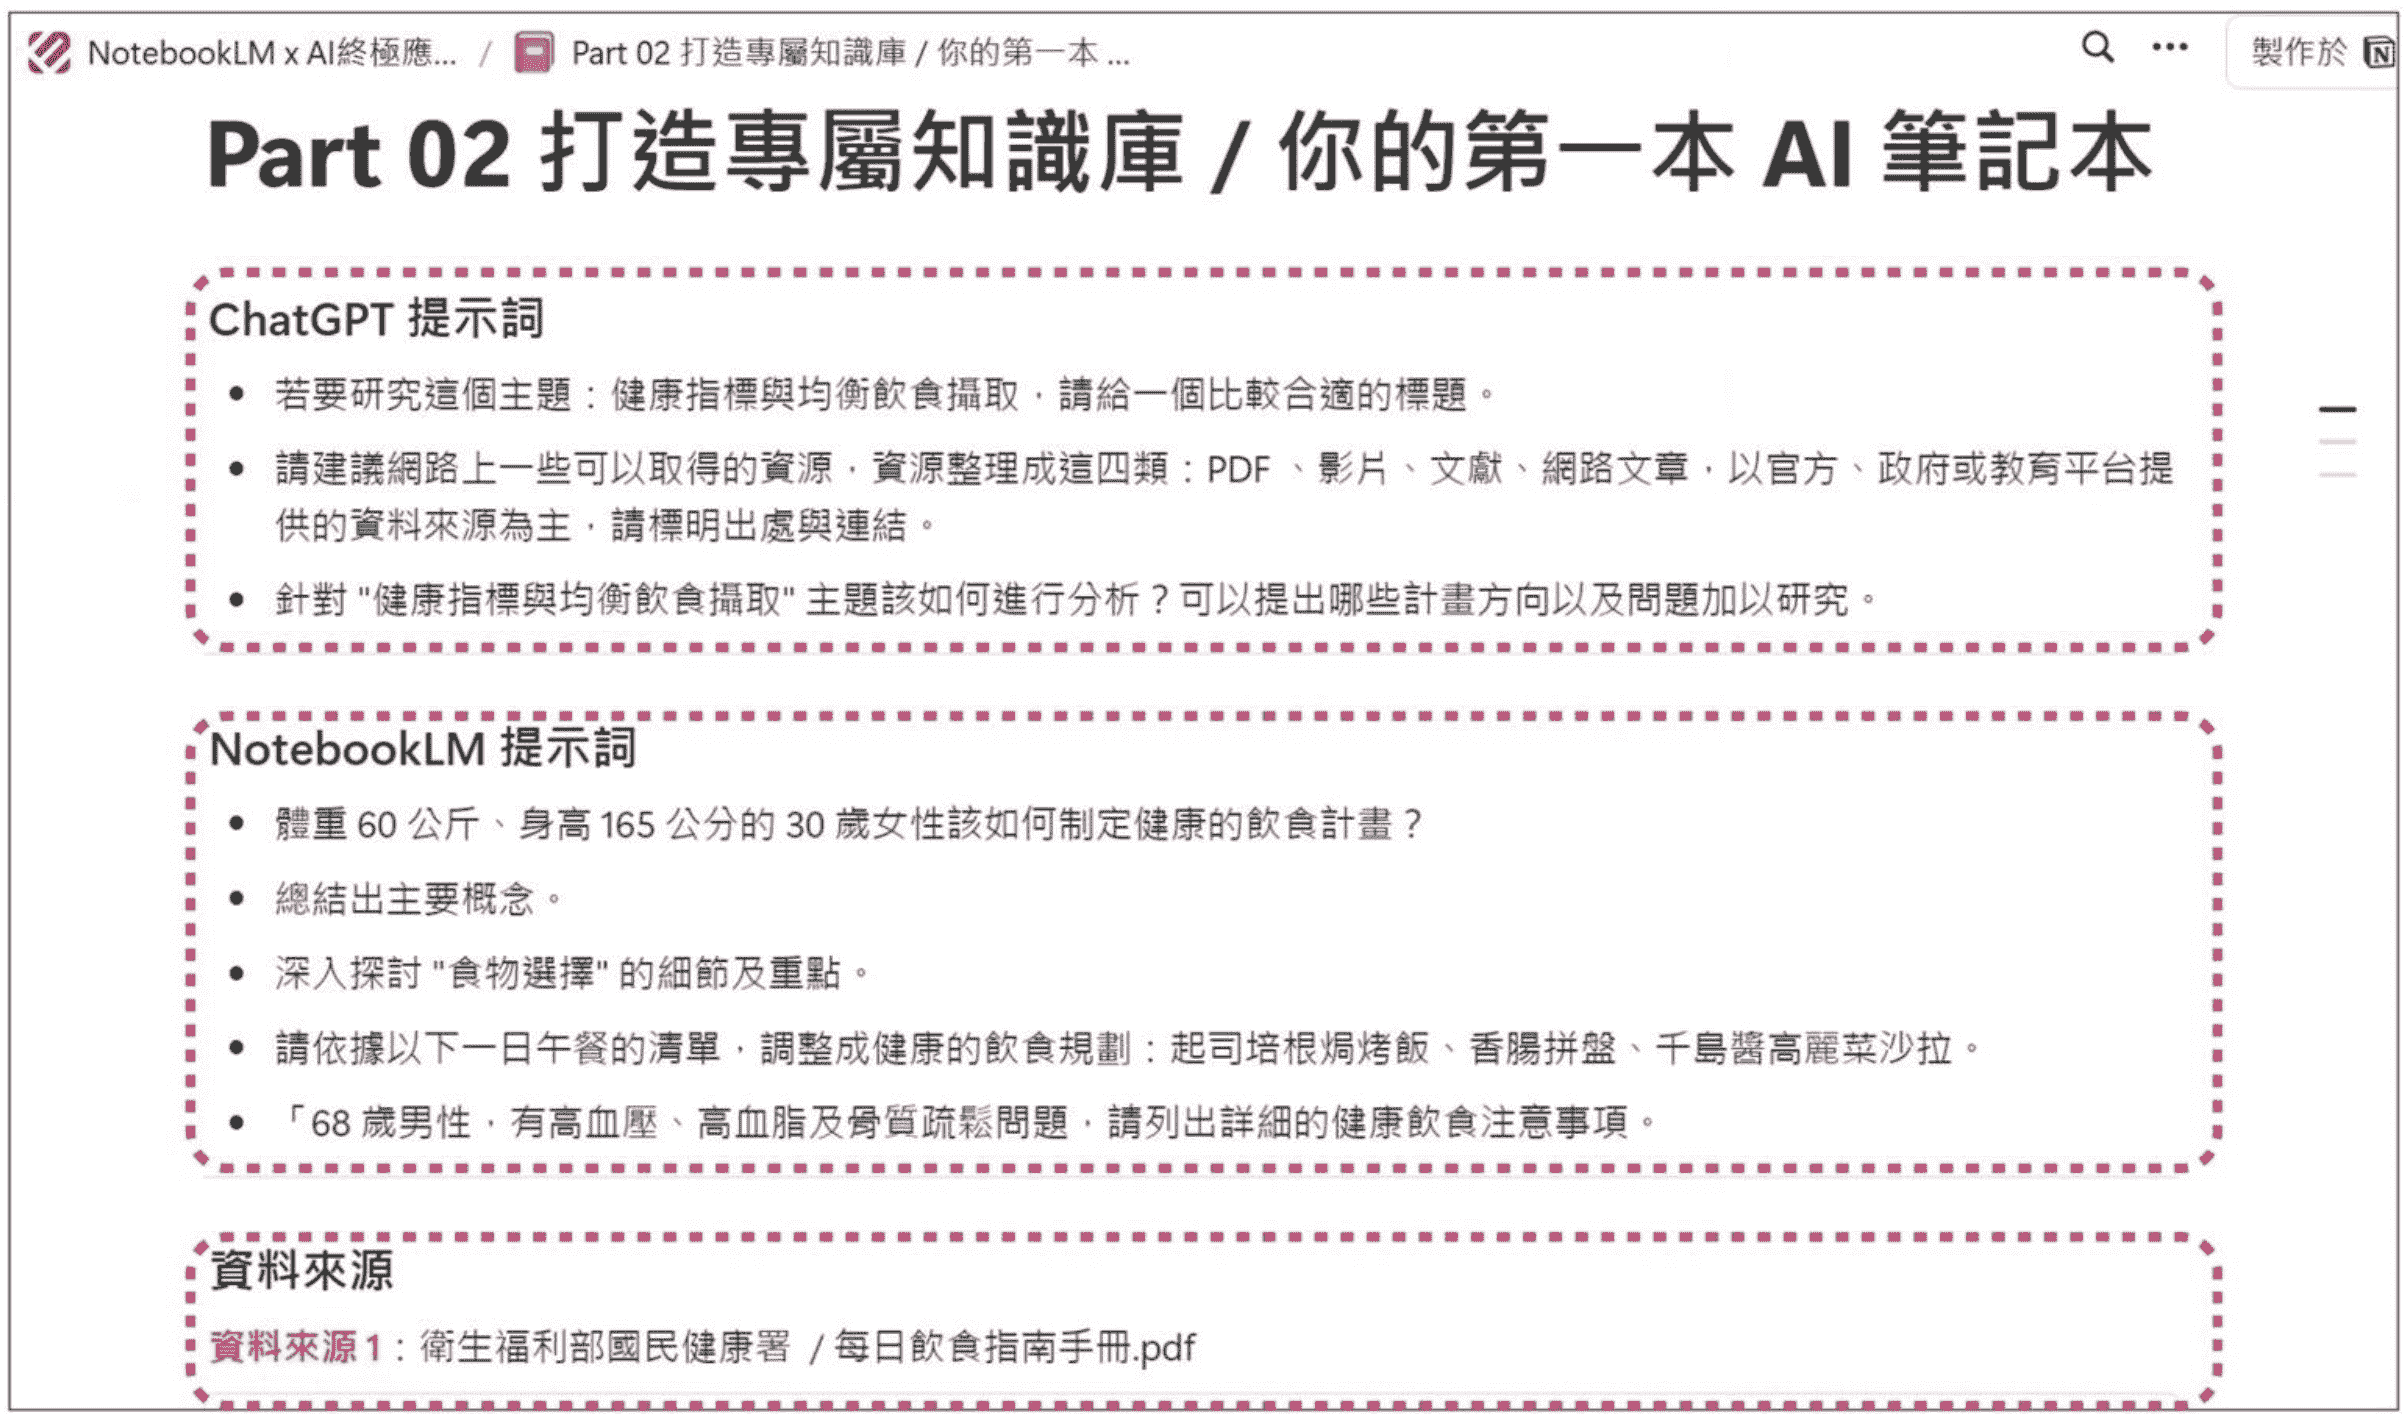 NotebookLM x AI終極應... / Part 02 打造專屬知識庫 / 你的第一本 ...
製作於
Part 02 打造專屬知識庫 / 你的第一本 AI 筆記本
ChatGPT 提示詞
• 若要研究這個主題：健康指標與均衡飲食攝取，請給一個比較合適的標題。
• 請建議網路上一些可以取得的資源，資源整理成這四類：PDF 、影片、文獻、網路文章，以官方、政府或教育平台提
供的資料來源為主，請標明出處與連結。
• 針對 "健康指標與均衡飲食攝取" 主題該如何進行分析？可以提出哪些計畫方向以及問題加以研究。
NotebookLM 提示詞
• 體重 60 公斤、身高 165 公分的 30 歲女性該如何制定健康的飲食計畫？
• 總結出主要概念。
• 深入探討 "食物選擇" 的細節及重點。
• 請依據以下一日午餐的清單，調整成健康的飲食規劃：起司培根焗烤飯、香腸拼盤、千島醬高麗菜沙拉。
• 「68 歲男性，有高血壓、高血脂及骨質疏鬆問題，請列出詳細的健康飲食注意事項。
資料來源
資料來源 1：衛生福利部國民健康署 / 每日飲食指南手冊.pdf